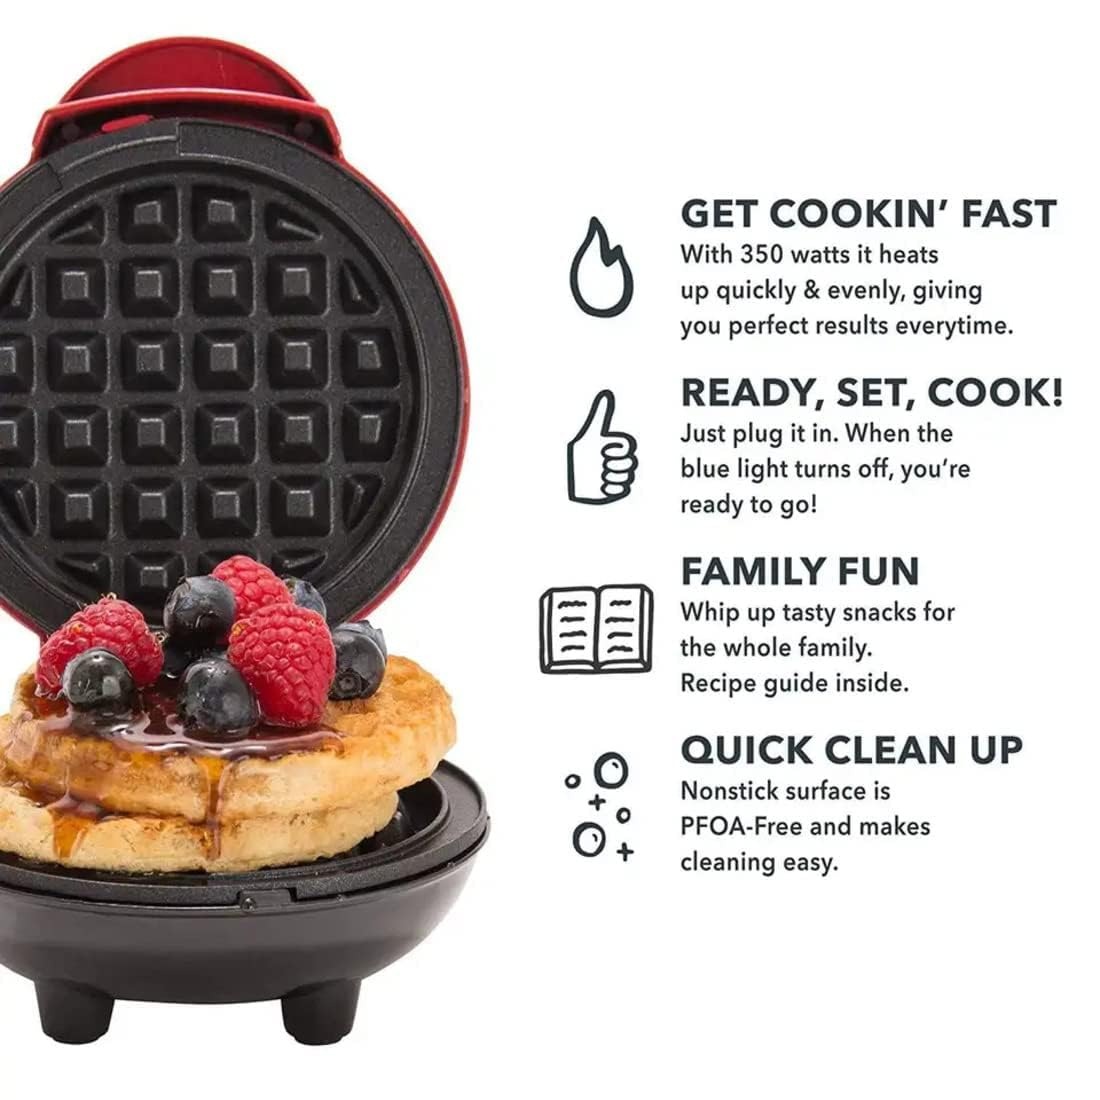 GET COOKIN’ FAST
With 350 watts it heats
up quickly & evenly, giving
you perfect results everytime.
READY, SET, COOK!
Just plug it in. When the
blue light turns off, you’re
ready to go!
FAMILY FUN
Whip up tasty snacks for
the whole family.
Recipe guide inside.
QUICK CLEAN UP
Nonstick surface is
PFOA-Free and makes
cleaning easy.